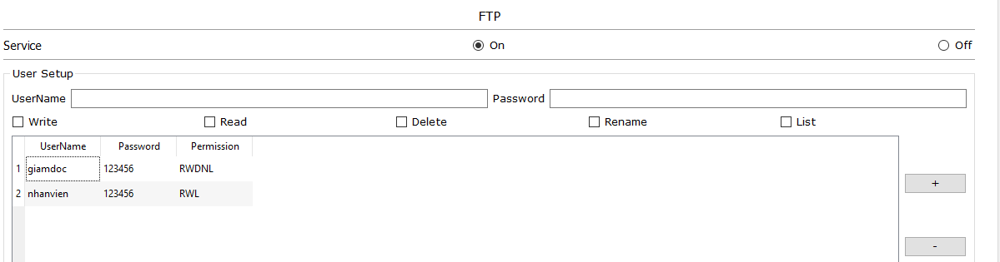 FTP
Service On Off
User Setup
UserName Password
Write Read Delete Rename List
UserName Password Permission
1 giamdoc 123456 RWDNL
2 nhanvien 123456 RWL
+
-